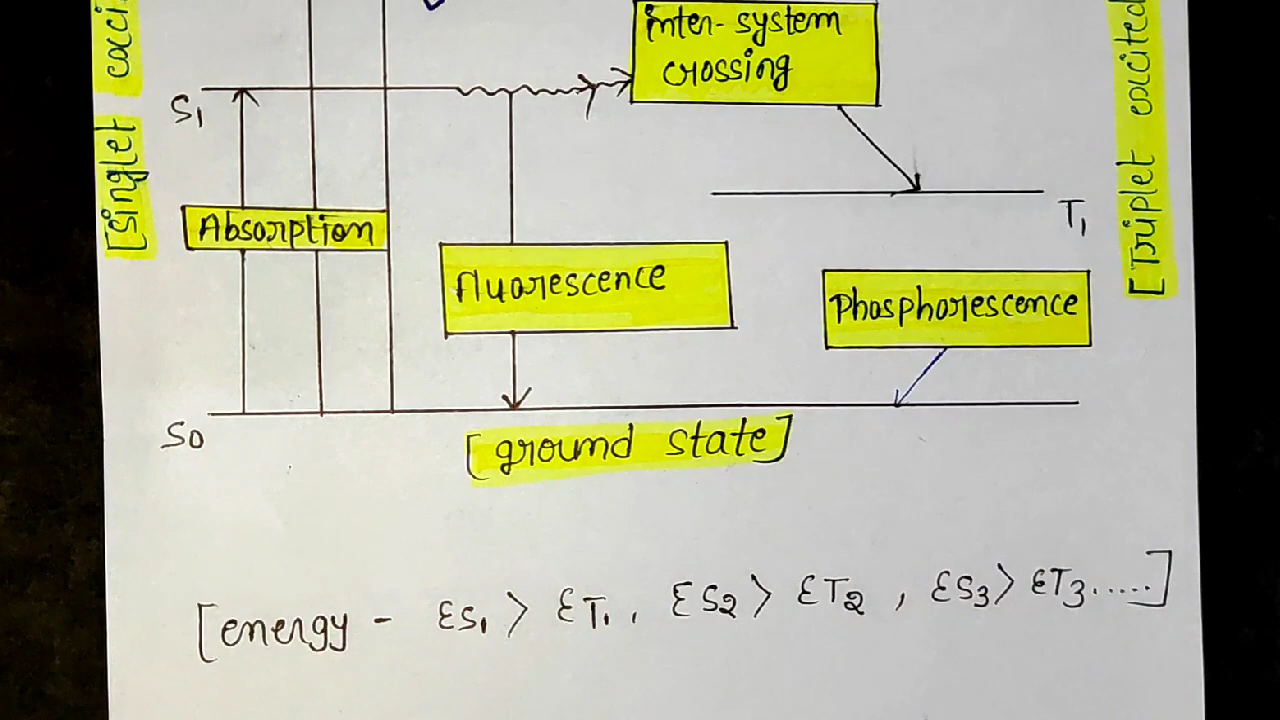 inter-system
crossing
[Singlet exci
S1
[Triplet excited
T1
Absorption
fluorescence
Phosphorescence
S0
[ground state]
[energy - ES1 > ET1, ES2 > ET2, ES3 > ET3.....]